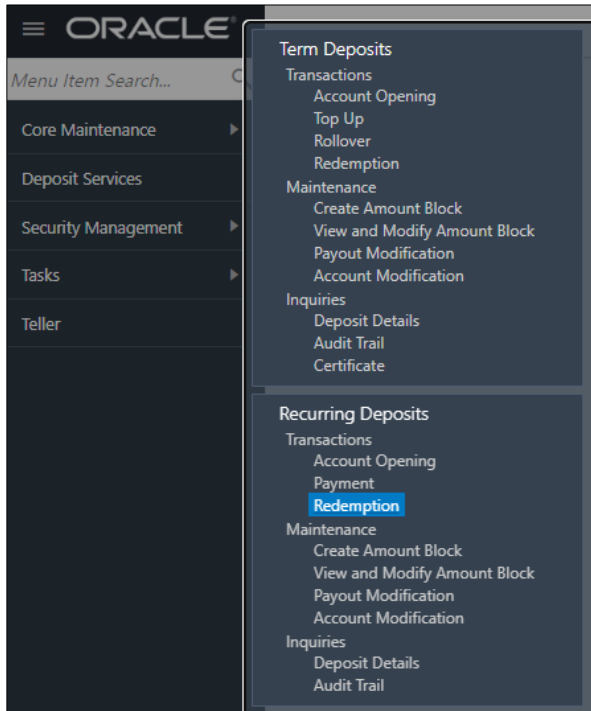 ORACLE
Menu Item Search...
Core Maintenance
Deposit Services
Security Management
Tasks
Teller
Term Deposits
Transactions
Account Opening
Top Up
Rollover
Redemption
Maintenance
Create Amount Block
View and Modify Amount Block
Payout Modification
Account Modification
Inquiries
Deposit Details
Audit Trail
Certificate
Recurring Deposits
Transactions
Account Opening
Payment
Redemption
Maintenance
Create Amount Block
View and Modify Amount Block
Payout Modification
Account Modification
Inquiries
Deposit Details
Audit Trail